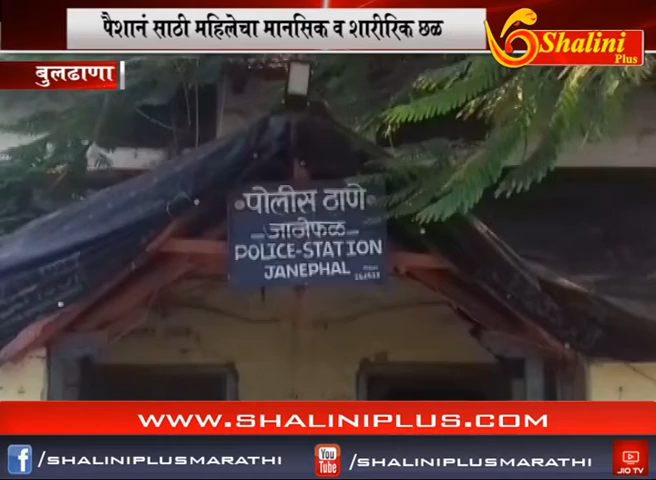 पैशानं साठी महिलेचा मानसिक व शारीरिक छळ
Shalini
Plus
बुलढाणा
पोलीस ठाणे
जानेफळ
POLICE-STATION
JANEPHAL
WWW.SHALINIPLUS.COM
/SHALINIPLUSMARATHI
You
Tube
/SHALINIPLUSMARATHI
JIO TV